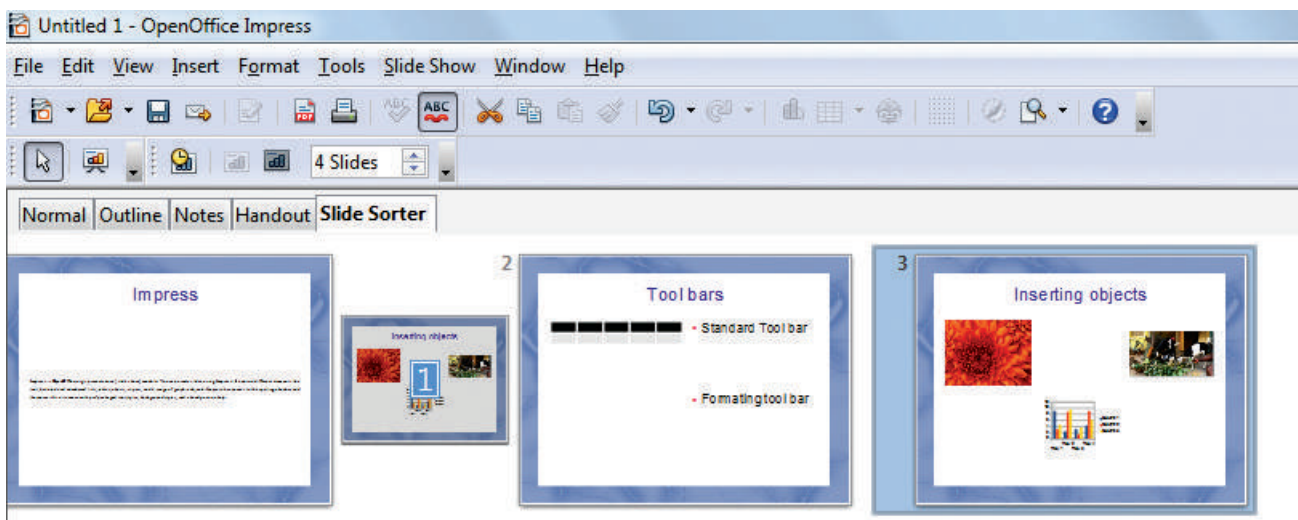 Untitled 1 - OpenOffice Impress
File Edit View Insert Format Tools Slide Show Window Help
PDF ABC ABC ?
4 Slides
Normal Outline Notes Handout Slide Sorter
2 3
Impress
Inserting objects
1
Tool bars
- Standard Tool bar
- Formating tool bar
Inserting objects